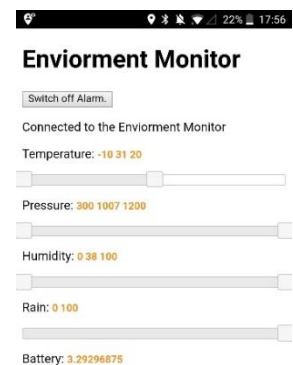 22% 17:56
Enviorment Monitor
Switch off Alarm.
Connected to the Enviorment Monitor
Temperature: -10 31 20
Pressure: 300 1007 1200
Humidity: 0 38 100
Rain: 0 100
Battery: 3.29296875